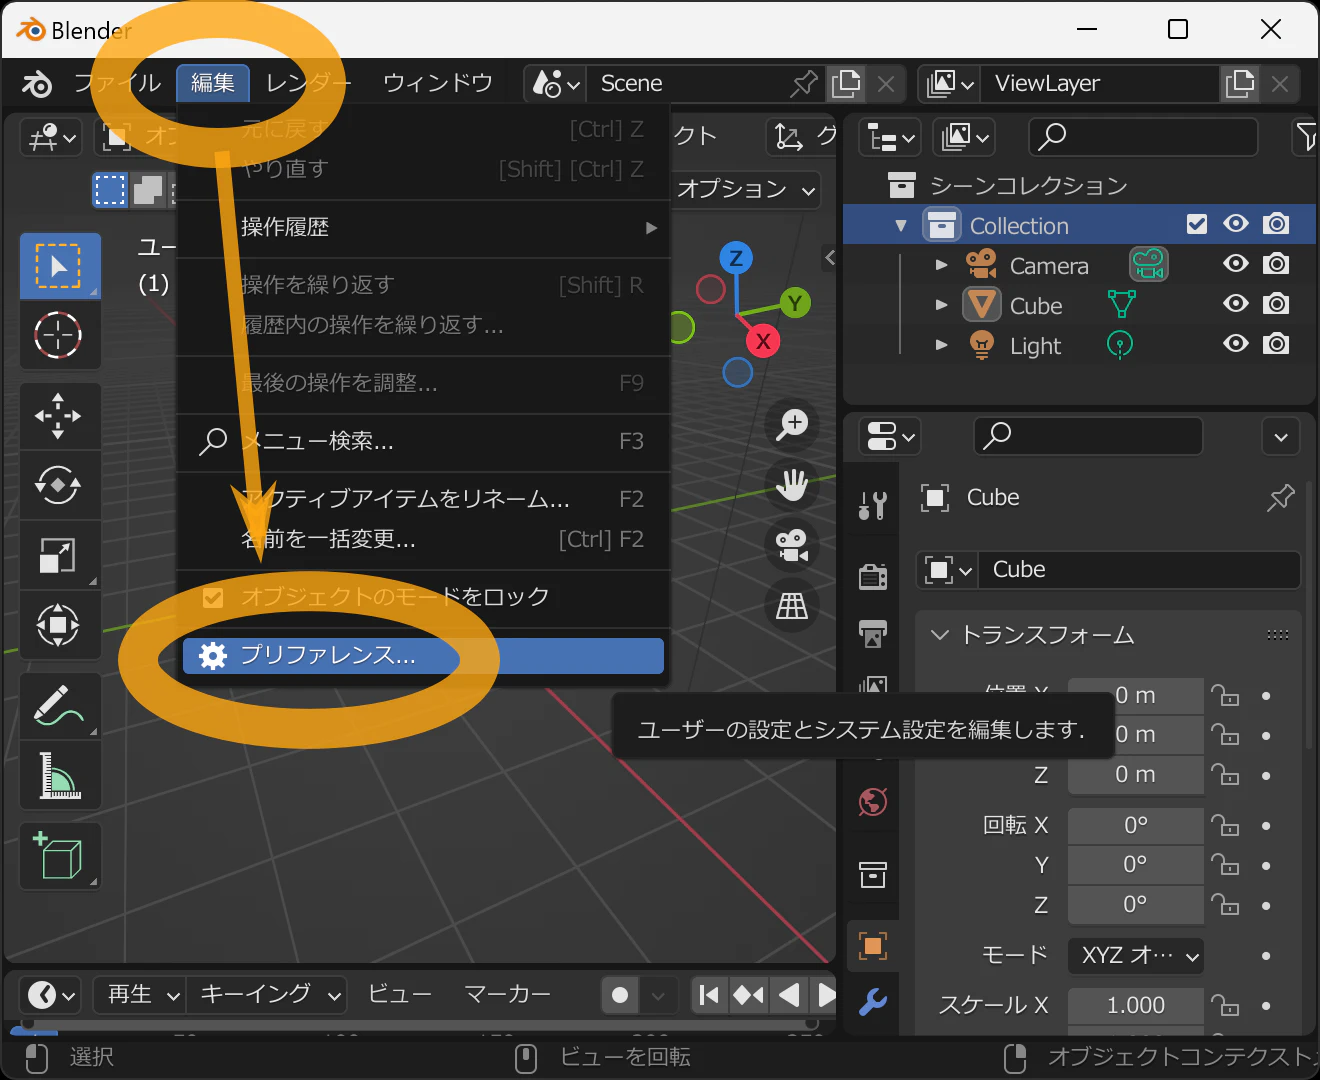 Blender
ファイル 編集 レンダー ウィンドウ Scene ViewLayer
元に戻す [Ctrl] Z
やり直す [Shift] [Ctrl] Z
操作履歴
操作を繰り返す [Shift] R
履歴内の操作を繰り返す...
最後の操作を調整... F9
メニュー検索... F3
アクティブアイテムをリネーム... F2
名前を一括変更... [Ctrl] F2
オブジェクトのモードをロック
プリファレンス...
ユーザーの設定とシステム設定を編集します.
オブ
クト
グ
オプション
ユー
(1)
Z
Y
X
シーンコレクション
Collection
Camera
Cube
Light
Cube
Cube
トランスフォーム
位置 X 0 m
0 m
Z 0 m
回転 X 0°
Y 0°
Z 0°
モード XYZ オ…
スケール X 1.000
再生 キーイング ビュー マーカー
選択 ビューを回転 オブジェクトコンテクスト